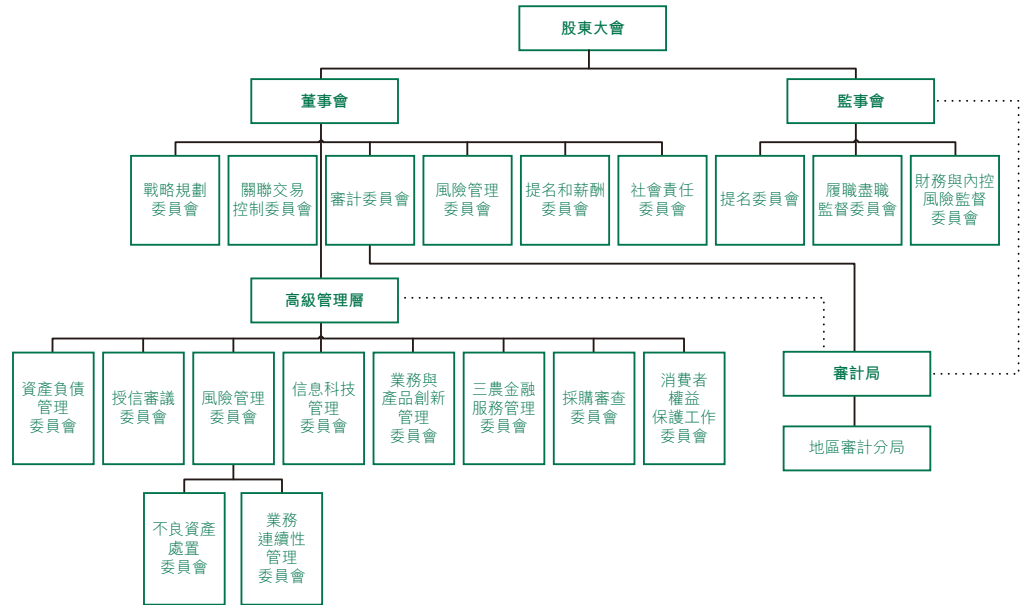 股東大會
董事會
監事會
戰略規劃
委員會
關聯交易
控制委員會
審計委員會
風險管理
委員會
提名和薪酬
委員會
社會責任
委員會
提名委員會
履職盡職
監督委員會
財務與內控
風險監督
委員會
高級管理層
資產負債
管理
委員會
授信審議
委員會
風險管理
委員會
信息科技
管理
委員會
業務與
產品創新
管理
委員會
三農金融
服務管理
委員會
採購審查
委員會
消費者
權益
保護工作
委員會
審計局
地區審計分局
不良資產
處置
委員會
業務
連續性
管理
委員會